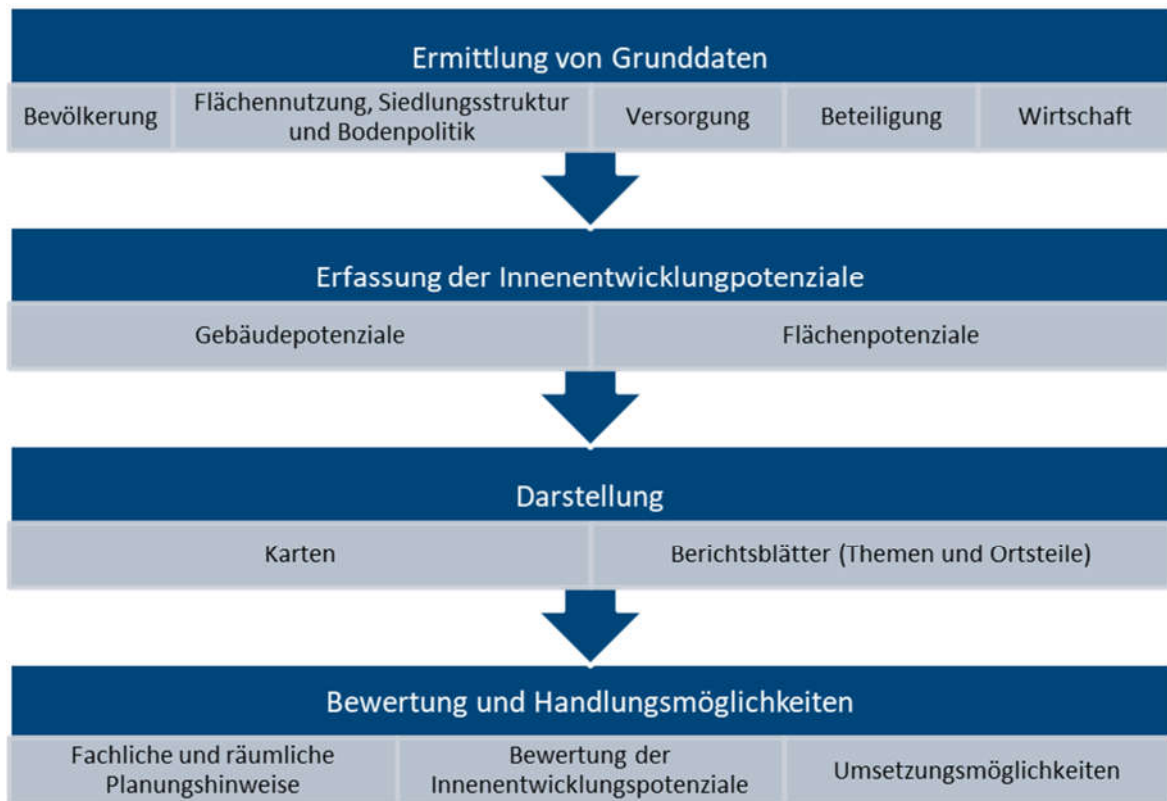 Ermittlung von Grunddaten
Bevölkerung
Flächennutzung, Siedlungsstruktur
und Bodenpolitik
Versorgung
Beteiligung
Wirtschaft
Erfassung der Innenentwicklungpotenziale
Gebäudepotenziale
Flächenpotenziale
Darstellung
Karten
Berichtsblätter (Themen und Ortsteile)
Bewertung und Handlungsmöglichkeiten
Fachliche und räumliche
Planungshinweise
Bewertung der
Innenentwicklungspotenziale
Umsetzungsmöglichkeiten